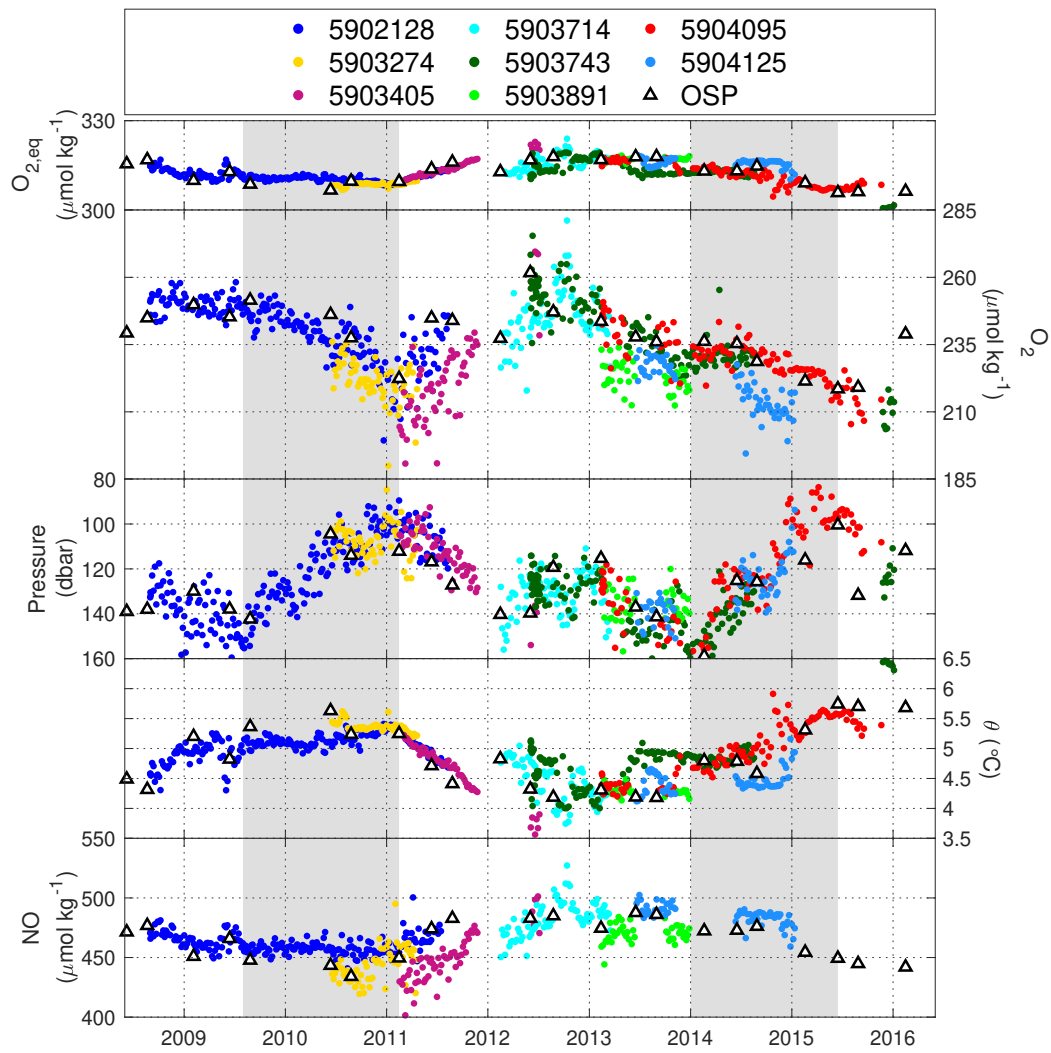 5902128 5903714 5904095
5903274 5903743 5904125
5903405 5903891 OSP
O2,eq
(μmol kg-1)
330
300
285
260
235
210
185
O2
(μmol kg-1)
Pressure
(dbar)
80
100
120
140
160
6.5
6
5.5
5
4.5
4
3.5
θ (°C)
NO
(μmol kg-1)
550
500
450
400
2009 2010 2011 2012 2013 2014 2015 2016